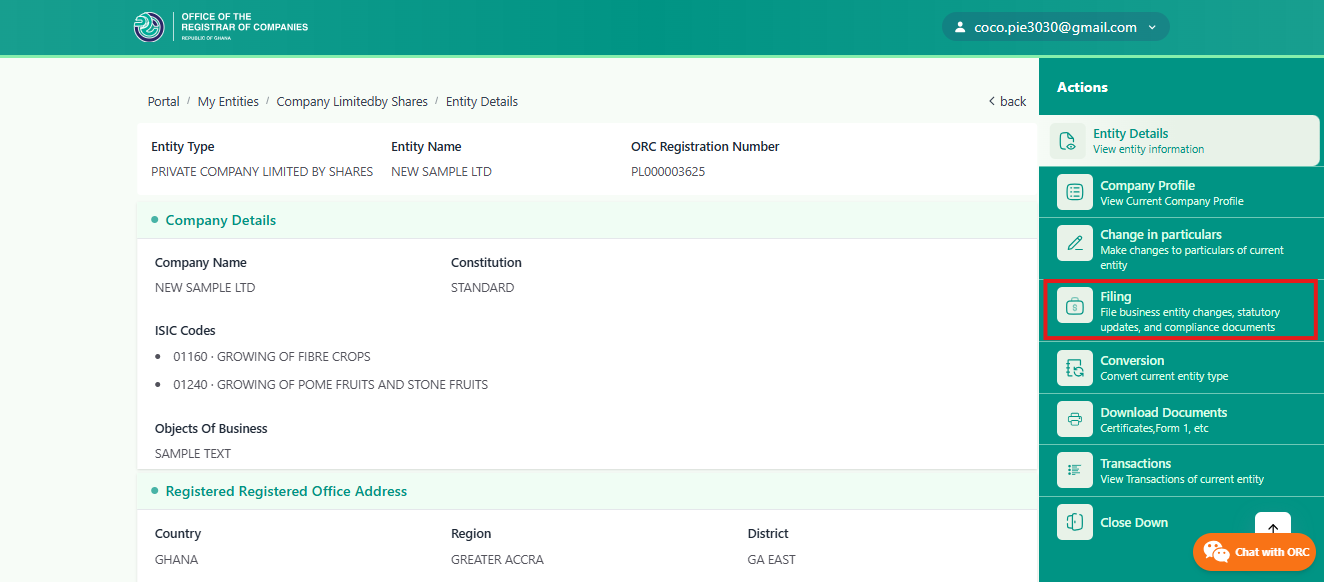 OFFICE OF THE
REGISTRAR OF COMPANIES
REPUBLIC OF GHANA
coco.pie3030@gmail.com
Portal / My Entities / Company Limitedby Shares / Entity Details
back
Entity Type Entity Name ORC Registration Number
PRIVATE COMPANY LIMITED BY SHARES NEW SAMPLE LTD PL000003625
Company Details
Company Name Constitution
NEW SAMPLE LTD STANDARD
ISIC Codes
• 01160 · GROWING OF FIBRE CROPS
• 01240 · GROWING OF POME FRUITS AND STONE FRUITS
Objects Of Business
SAMPLE TEXT
Registered Registered Office Address
Country Region District
GHANA GREATER ACCRA GA EAST
Actions
Entity Details
View entity information
Company Profile
View Current Company Profile
Change in particulars
Make changes to particulars of current
entity
Filing
File business entity changes, statutory
updates, and compliance documents
Conversion
Convert current entity type
Download Documents
Certificates,Form 1, etc
Transactions
View Transactions of current entity
Close Down
Chat with ORC